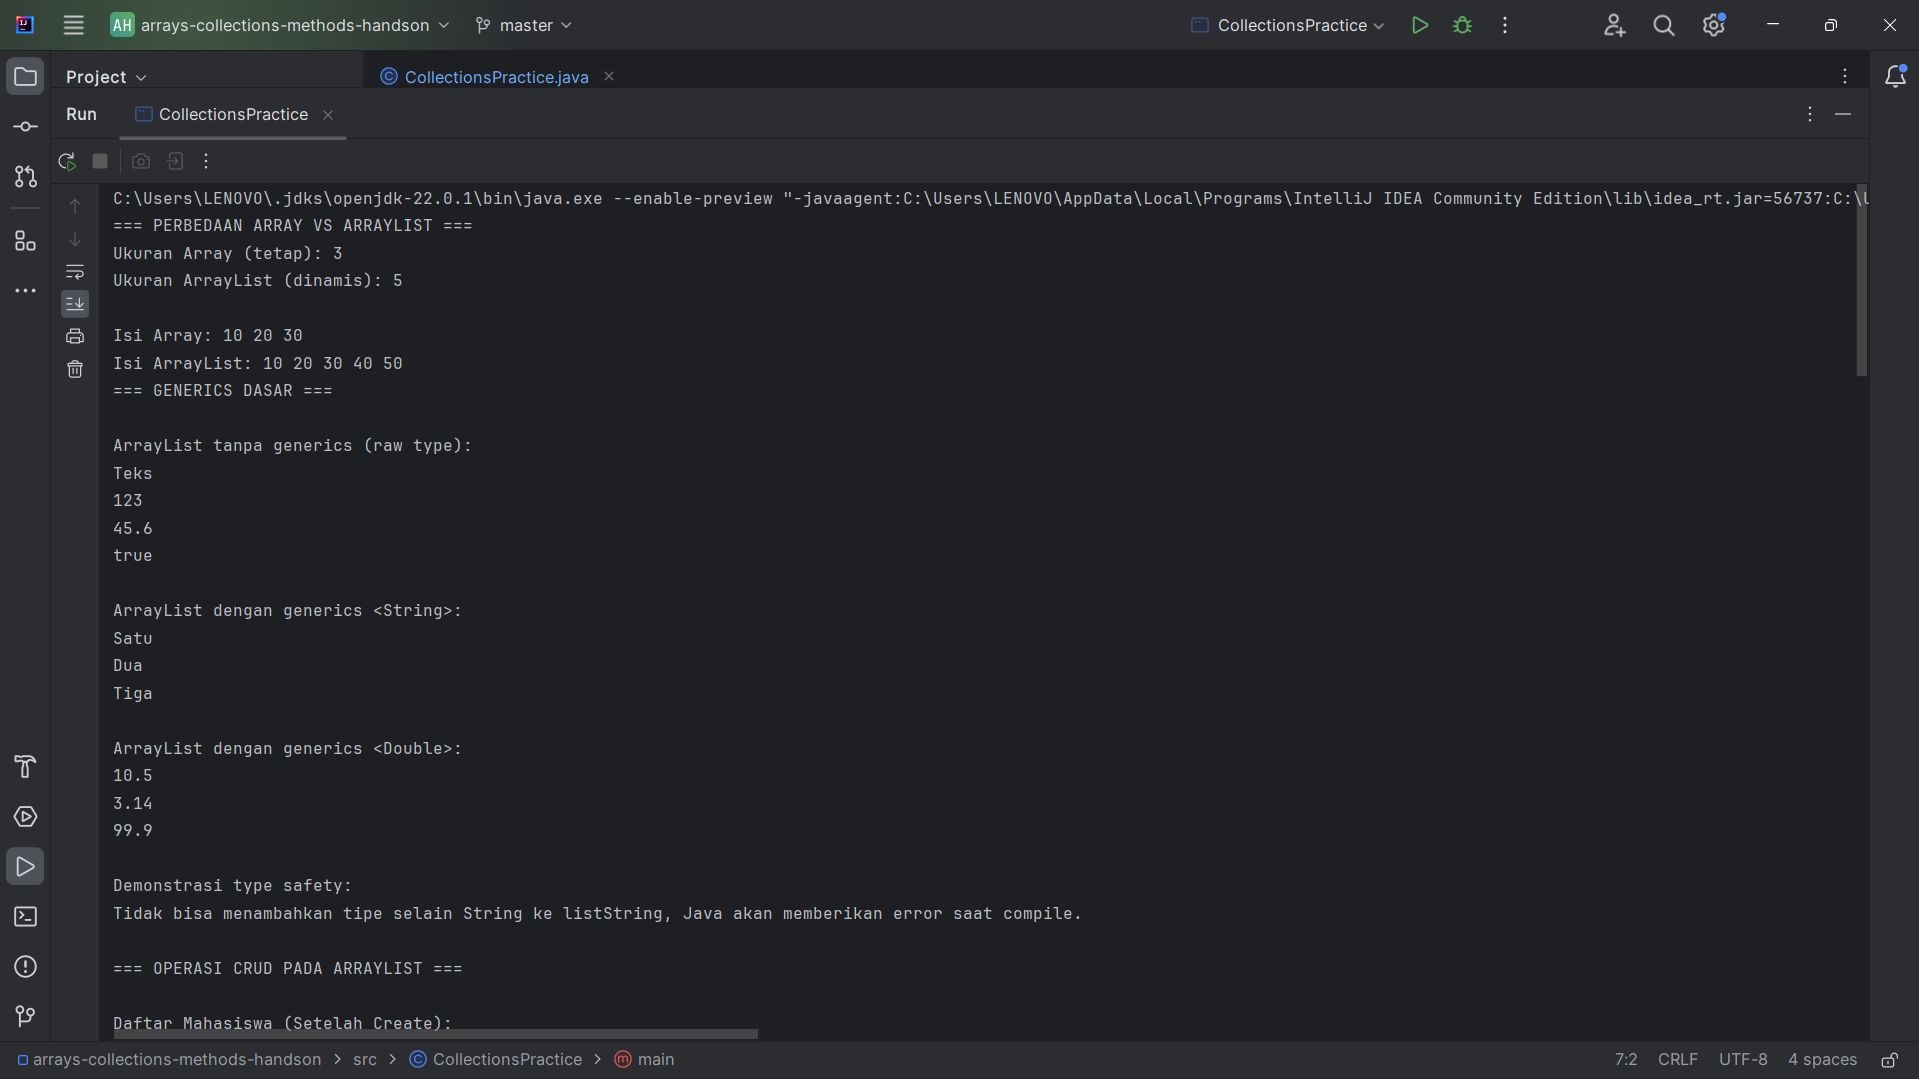 AH arrays-collections-methods-handson master CollectionsPractice
Project CollectionsPractice.java
Run CollectionsPractice
C:\Users\LENOVO\.jdks\openjdk-22.0.1\bin\java.exe --enable-preview "-javaagent:C:\Users\LENOVO\AppData\Local\Programs\IntelliJ IDEA Community Edition\lib\idea_rt.jar=56737:C:\U
=== PERBEDAAN ARRAY VS ARRAYLIST ===
Ukuran Array (tetap): 3
Ukuran ArrayList (dinamis): 5
Isi Array: 10 20 30
Isi ArrayList: 10 20 30 40 50
=== GENERICS DASAR ===
ArrayList tanpa generics (raw type):
Teks
123
45.6
true
ArrayList dengan generics <String>:
Satu
Dua
Tiga
ArrayList dengan generics <Double>:
10.5
3.14
99.9
Demonstrasi type safety:
Tidak bisa menambahkan tipe selain String ke listString, Java akan memberikan error saat compile.
=== OPERASI CRUD PADA ARRAYLIST ===
Daftar Mahasiswa (Setelah Create):
arrays-collections-methods-handson > src > CollectionsPractice > main 7:2 CRLF UTF-8 4 spaces